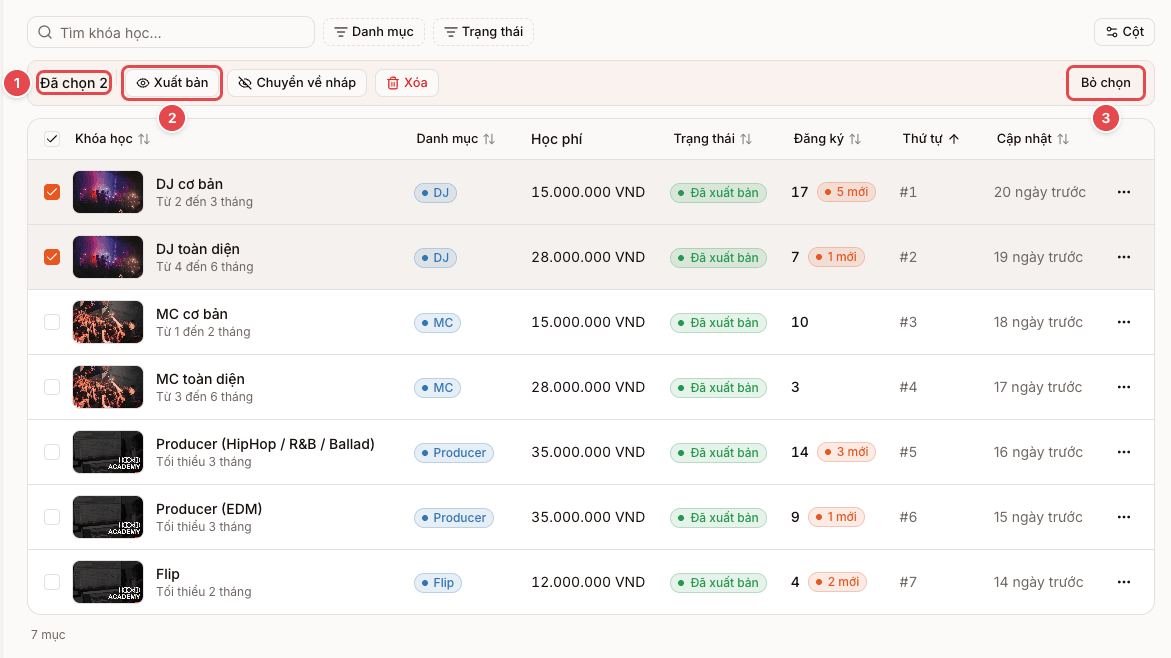 Tìm khóa học...
Danh mục
Trạng thái
Cột
1
Đã chọn 2
Xuất bản
Chuyển về nháp
Xóa
Bỏ chọn
2
3
Khóa học
Danh mục
Học phí
Trạng thái
Đăng ký
Thứ tự
Cập nhật
DJ cơ bản
Từ 2 đến 3 tháng
DJ
15.000.000 VND
Đã xuất bản
17
5 mới
#1
20 ngày trước
DJ toàn diện
Từ 4 đến 6 tháng
DJ
28.000.000 VND
Đã xuất bản
7
1 mới
#2
19 ngày trước
MC cơ bản
Từ 1 đến 2 tháng
MC
15.000.000 VND
Đã xuất bản
10
#3
18 ngày trước
MC toàn diện
Từ 3 đến 6 tháng
MC
28.000.000 VND
Đã xuất bản
3
#4
17 ngày trước
ACADEMY
Producer (HipHop / R&B / Ballad)
Tối thiểu 3 tháng
Producer
35.000.000 VND
Đã xuất bản
14
3 mới
#5
16 ngày trước
ACADEMY
Producer (EDM)
Tối thiểu 3 tháng
Producer
35.000.000 VND
Đã xuất bản
9
1 mới
#6
15 ngày trước
ACADEMY
Flip
Tối thiểu 2 tháng
Flip
12.000.000 VND
Đã xuất bản
4
2 mới
#7
14 ngày trước
7 mục